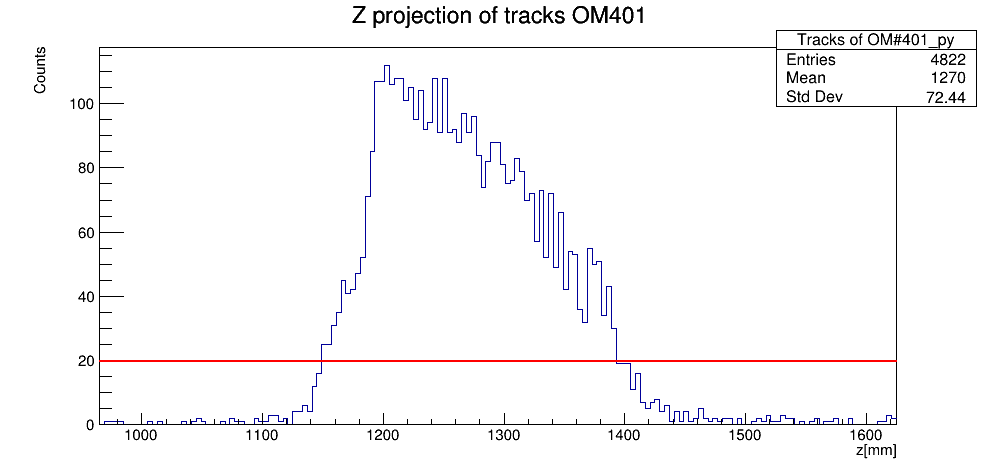 Z projection of tracks OM401
Tracks of OM#401_py
Entries 4822
Mean 1270
Std Dev 72.44
Counts
100
80
60
40
20
0
1000 1100 1200 1300 1400 1500 1600
z[mm]